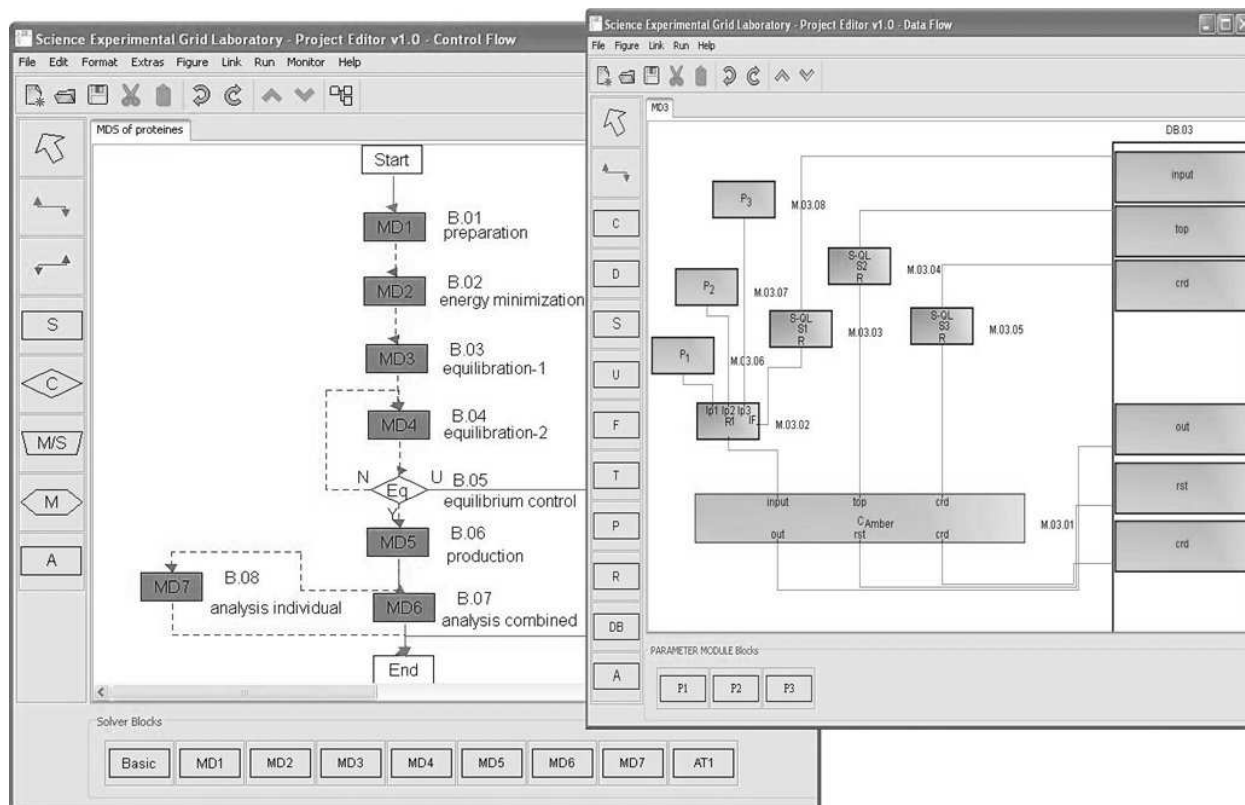 Science Experimental Grid Laboratory - Project Editor v1.0 - Control Flow
File Edit Format Extras Figure Link Run Monitor Help
MDS of proteines
S
C
M/S
M
A
Start
MD1
B.01
preparation
MD2
B.02
energy minimization
MD3
B.03
equilibration-1
MD4
B.04
equilibration-2
N
Eq
U
Y
B.05
equilibrium control
MD5
B.06
production
MD7
B.08
analysis individual
MD6
B.07
analysis combined
End
Solver Blocks
Basic MD1 MD2 MD3 MD4 MD5 MD6 MD7 AT1
Science Experimental Grid Laboratory - Project Editor v1.0 - Data Flow
File Figure Link Run Help
MD3
C
D
S
U
F
T
P
R
DB
A
DB.03
input
top
crd
out
rst
crd
P3
M.03.08
S-QL
S2
R
M.03.04
P2
M.03.07
S-QL
S1
R
M.03.03
S-QL
S3
R
M.03.05
P1
M.03.06
Ip1 Ip2 Ip3
R1 IF
M.03.02
input top crd
CAmber
out rst crd
M.03.01
PARAMETER MODULE Blocks
P1 P2 P3